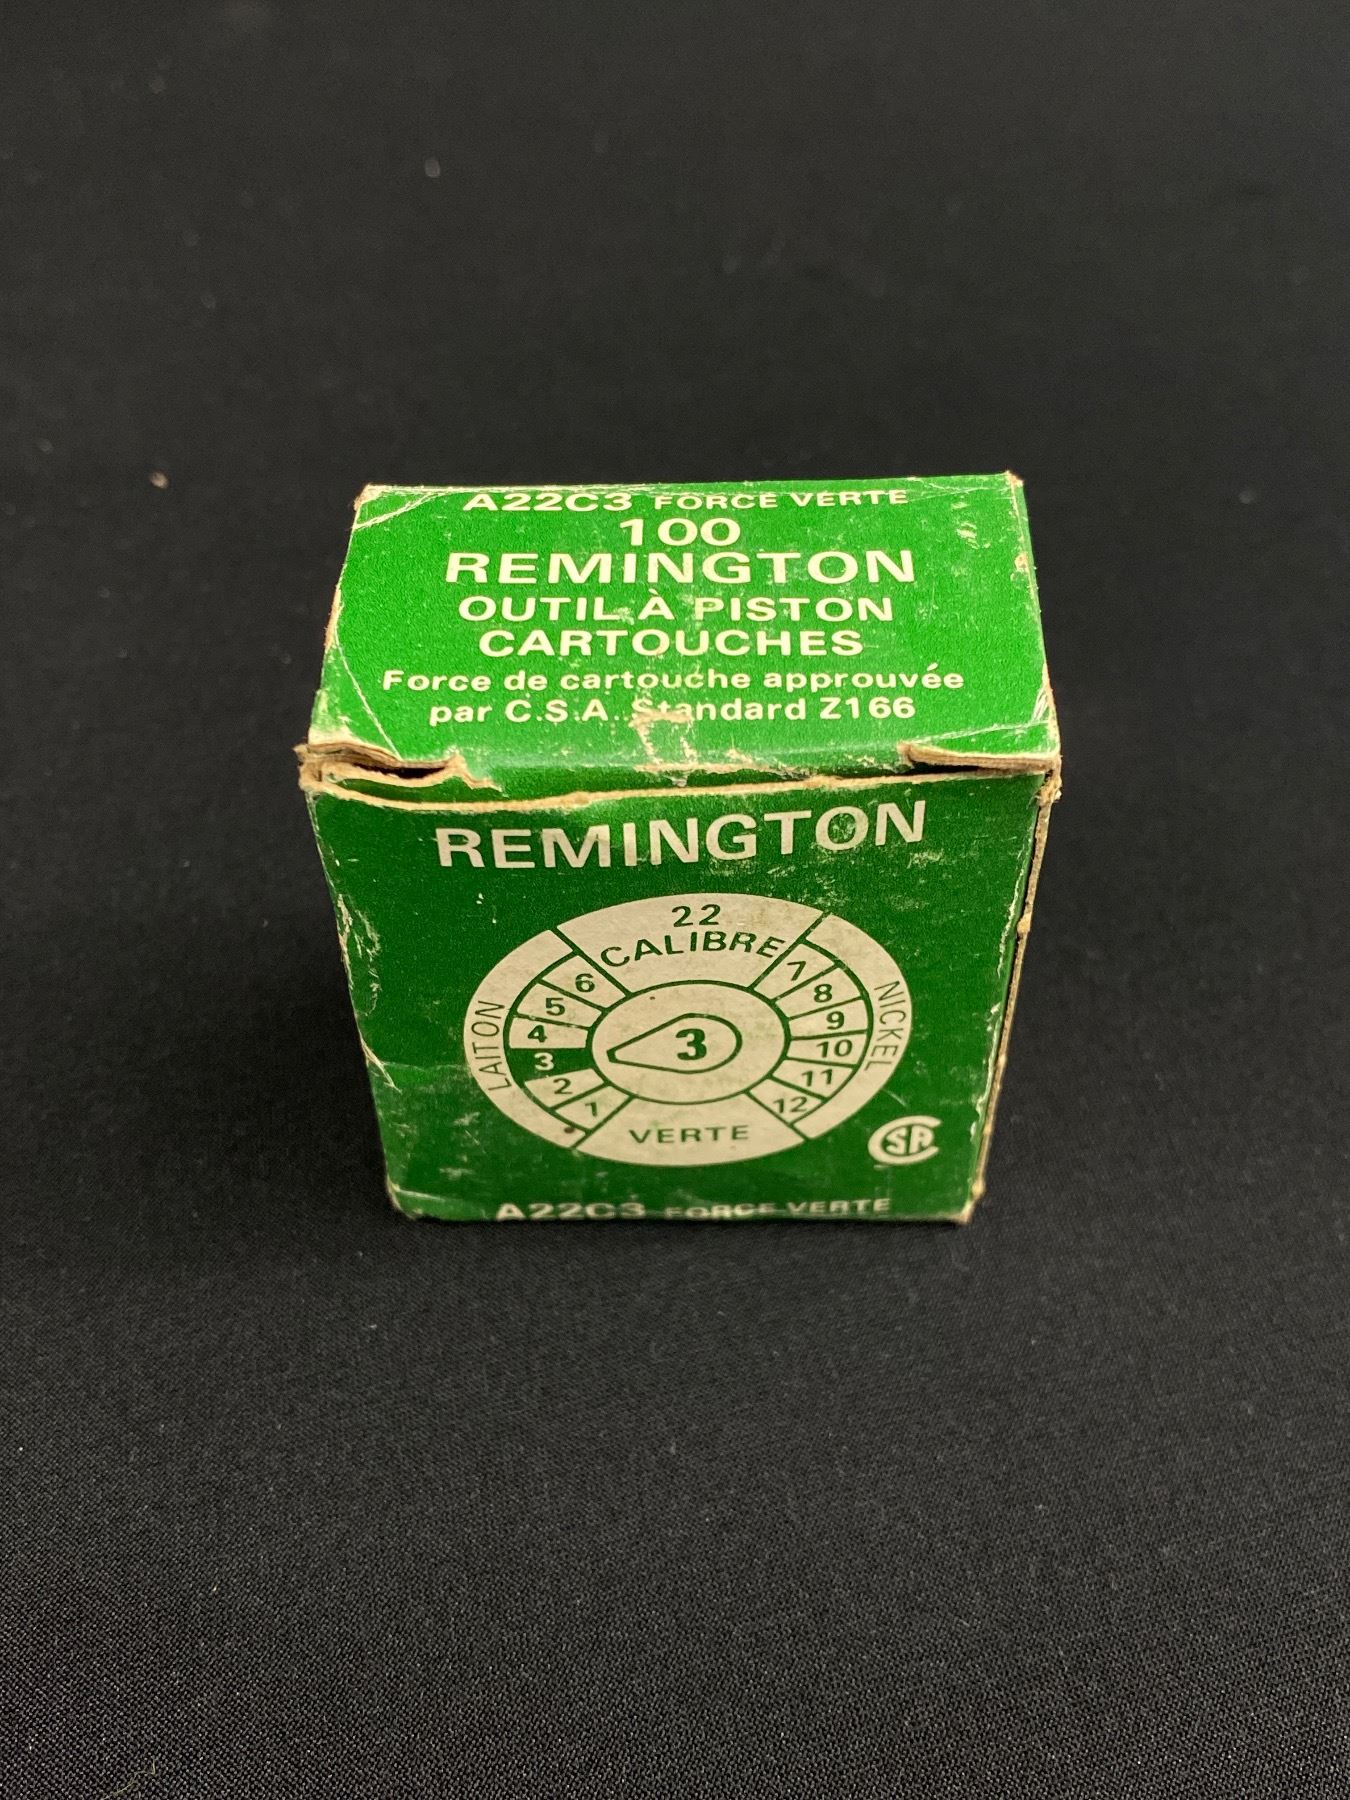 A22C3 FORCE VERTE
100
REMINGTON
OUTIL À PISTON
CARTOUCHES
Force de cartouche approuvée
par C.S.A. Standard Z166
REMINGTON
22
CALIBRE
LAITON
6
5
4
3
2
1
3
7
8
9
10
11
12
NICKEL
VERTE
CSA
A22C3 FORCE VERTE